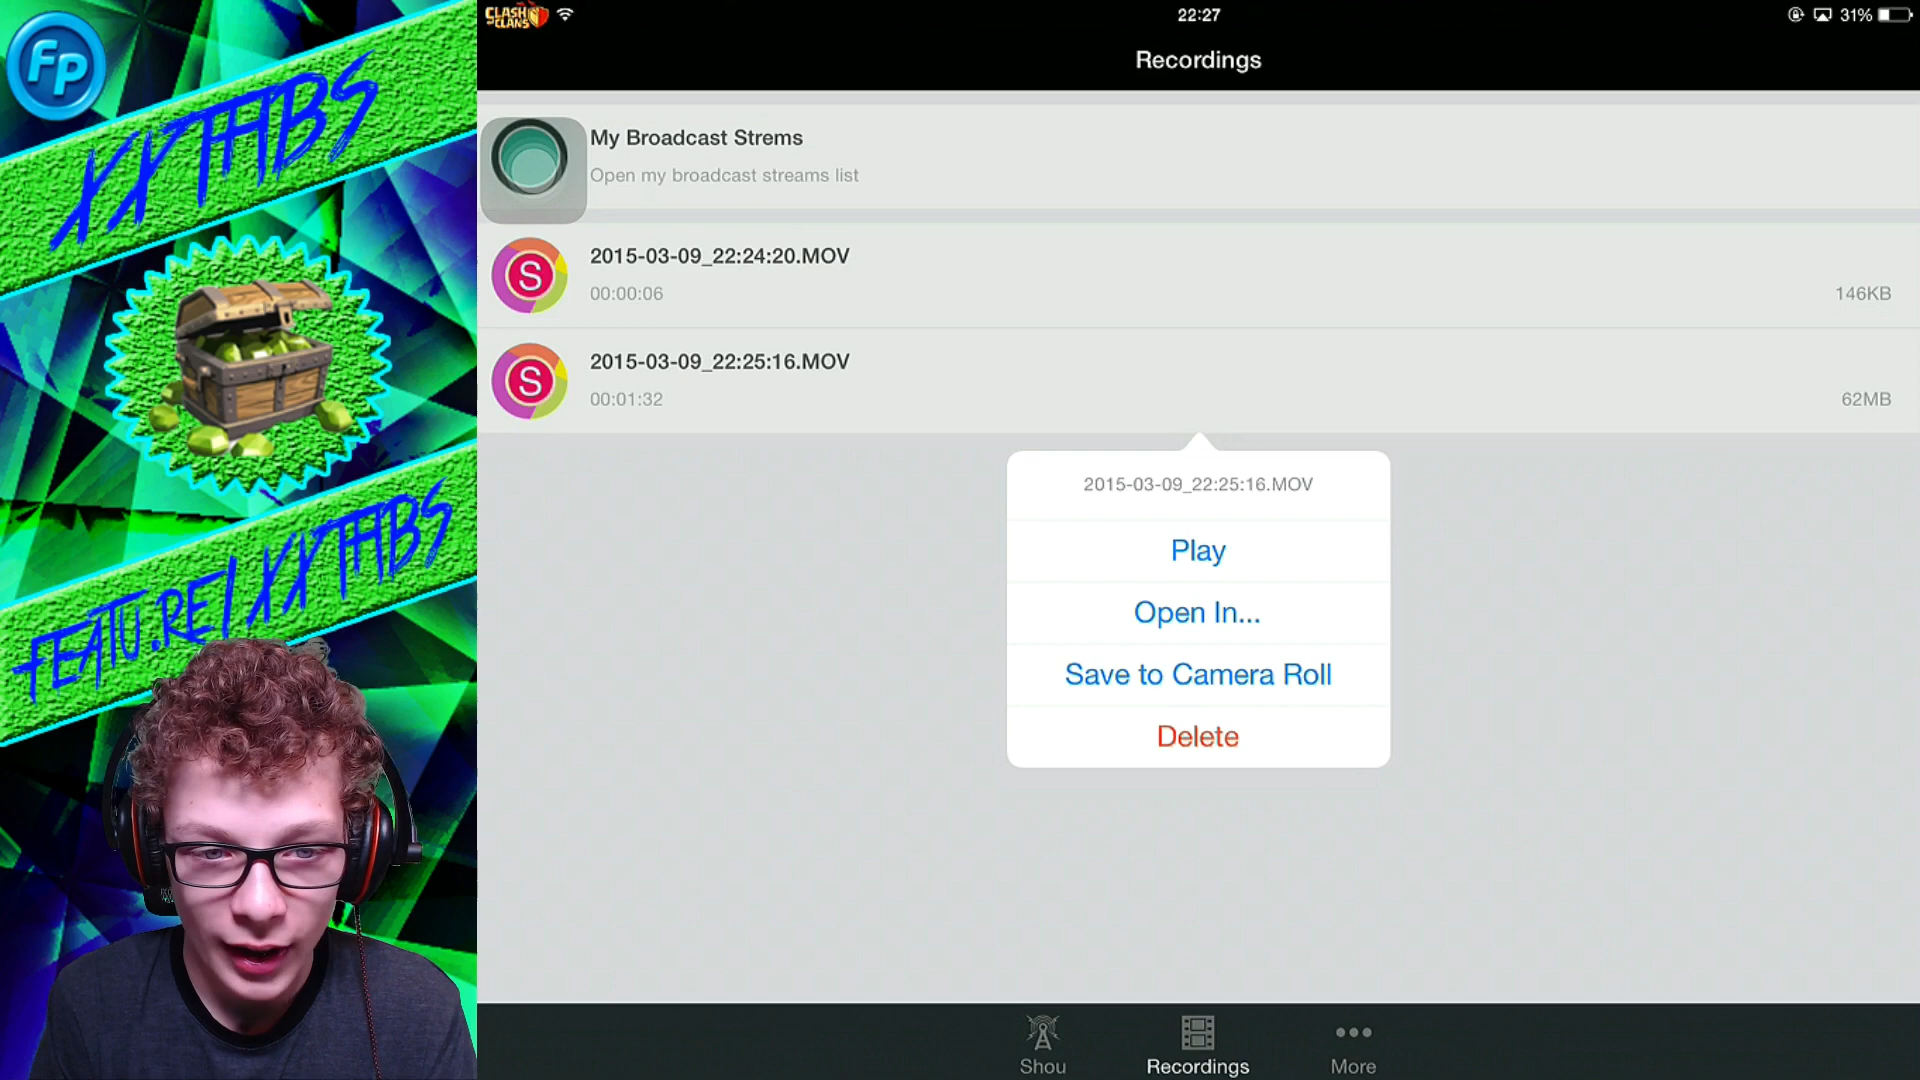 Fp
XXTHBS
FEATU.RE/XXTHBS
CLASH OF CLANS
22:27
31%
Recordings
My Broadcast Strems
Open my broadcast streams list
S
2015-03-09_22:24:20.MOV
00:00:06
146KB
S
2015-03-09_22:25:16.MOV
00:01:32
62MB
2015-03-09_22:25:16.MOV
Play
Open In...
Save to Camera Roll
Delete
Shou
Recordings
More